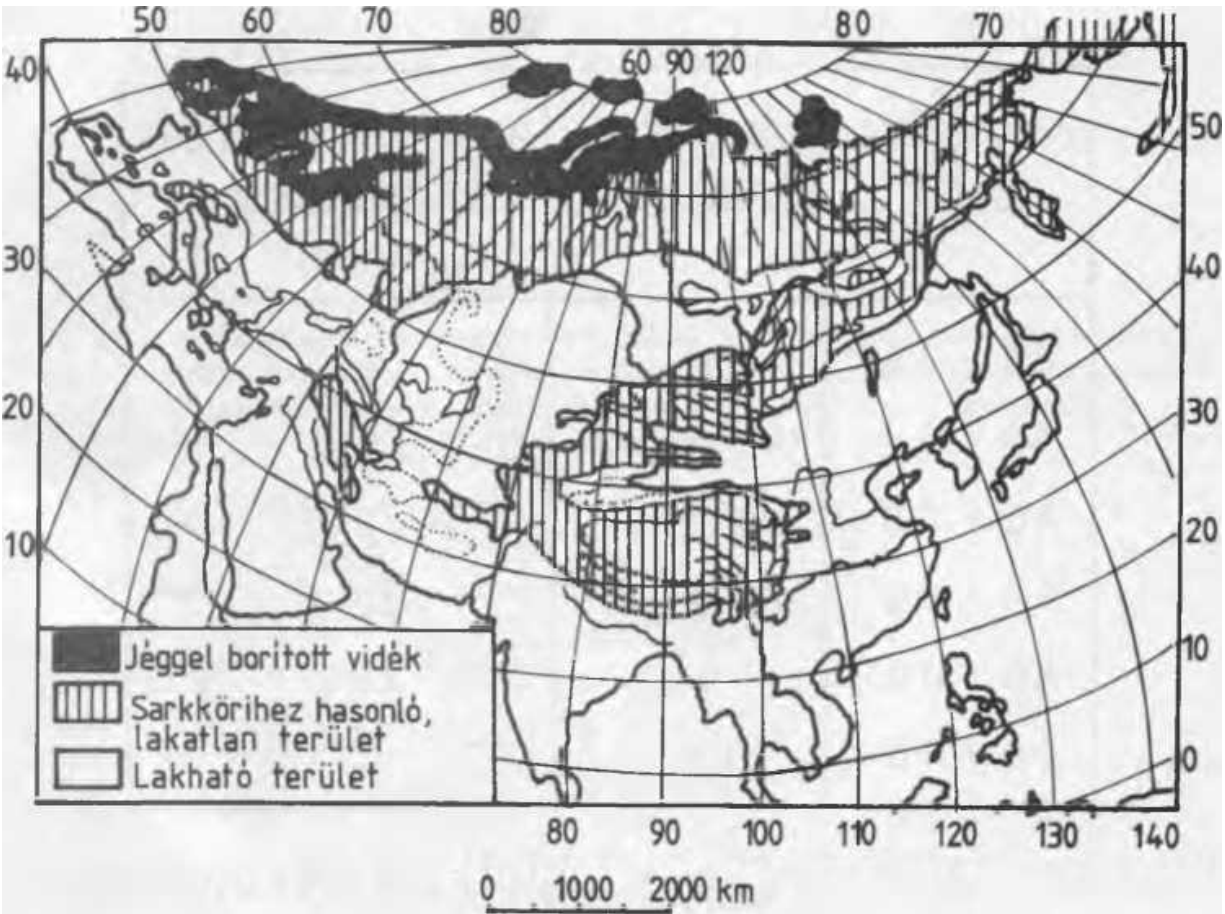 50 60 70 80 80 70
60 90 120
40
50
30
40
20
30
10
20
10
0
Jéggel borított vidék
Sarkkörihez hasonló,
lakatlan terület
Lakható terület
80 90 100 110 120 130 140
0 1000 2000 km